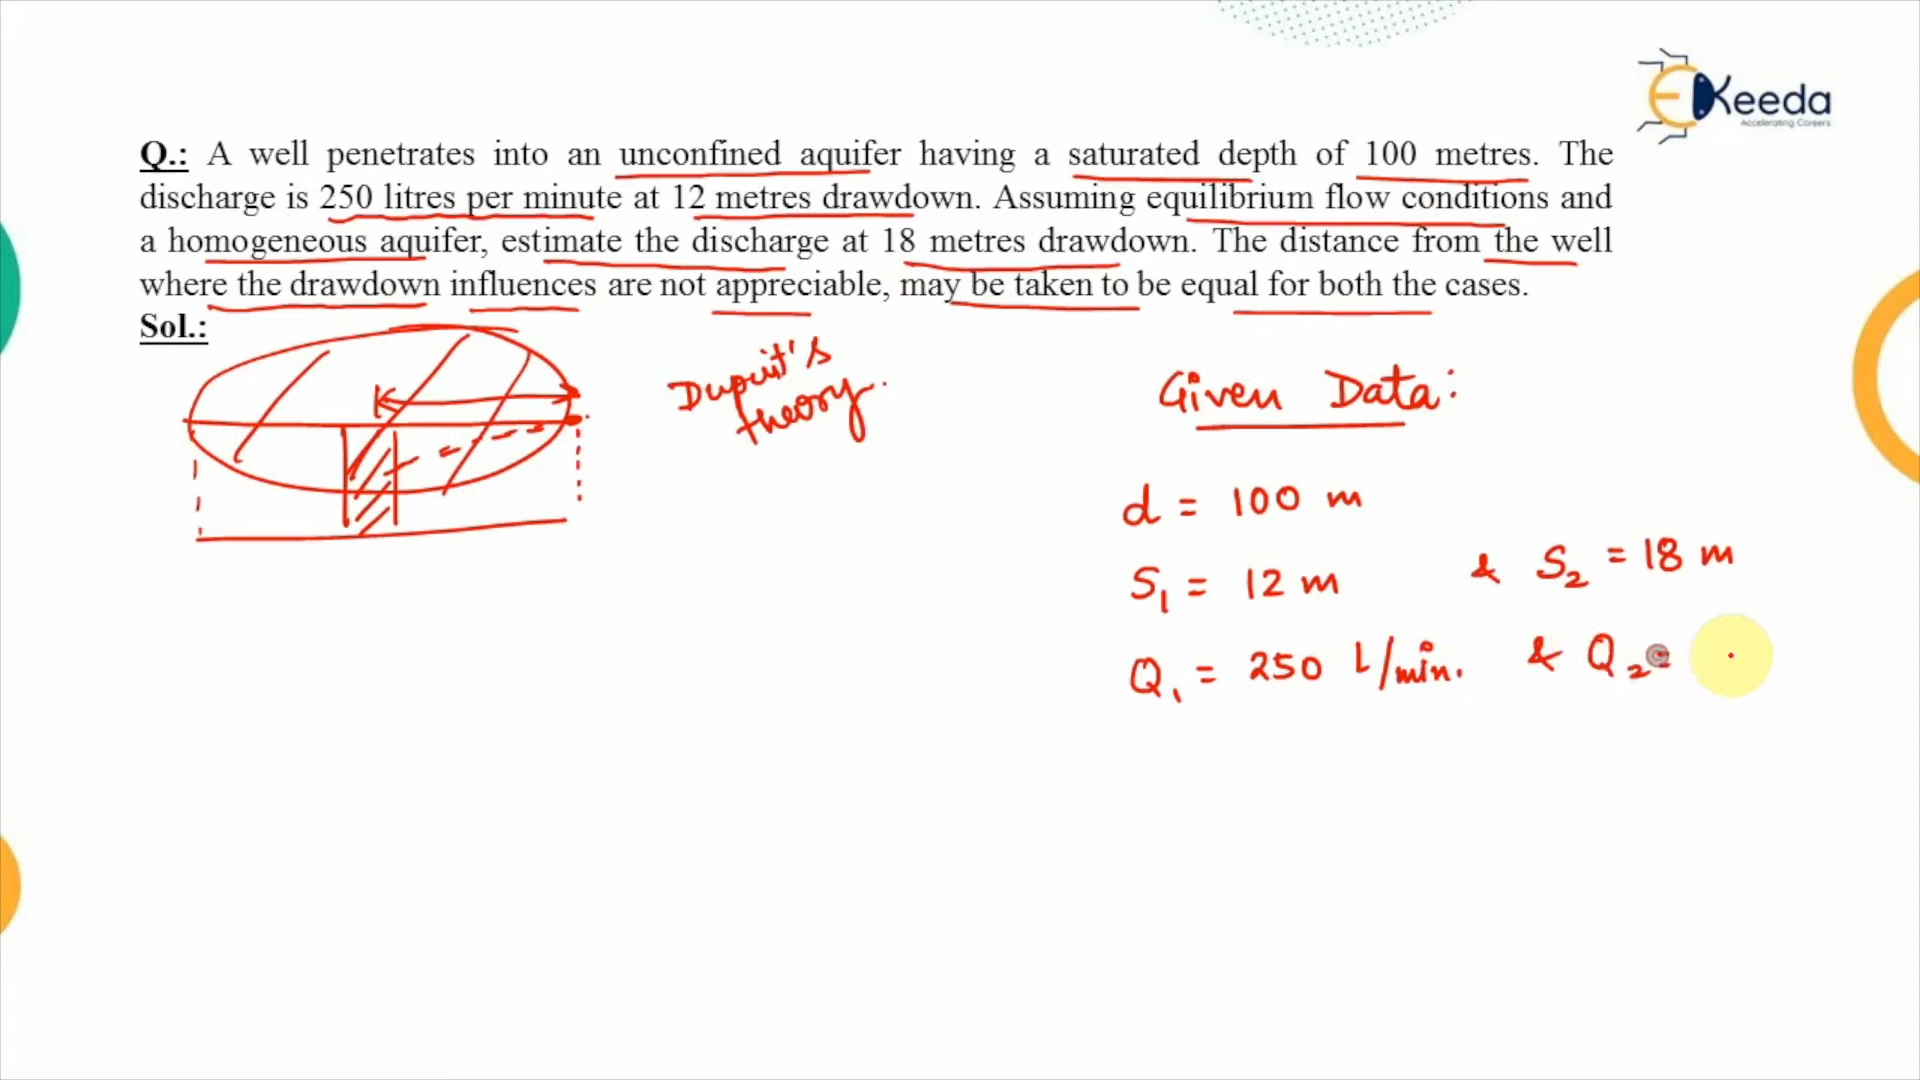 EKeeda
Accelerating Careers
Q.: A well penetrates into an unconfined aquifer having a saturated depth of 100 metres. The
discharge is 250 litres per minute at 12 metres drawdown. Assuming equilibrium flow conditions and
a homogeneous aquifer, estimate the discharge at 18 metres drawdown. The distance from the well
where the drawdown influences are not appreciable, may be taken to be equal for both the cases.
Sol.:
Dupuit's
theory.
Given Data:
d = 100 m
S1 = 12 m & S2 = 18 m
Q1 = 250 L/min. & Q2 =